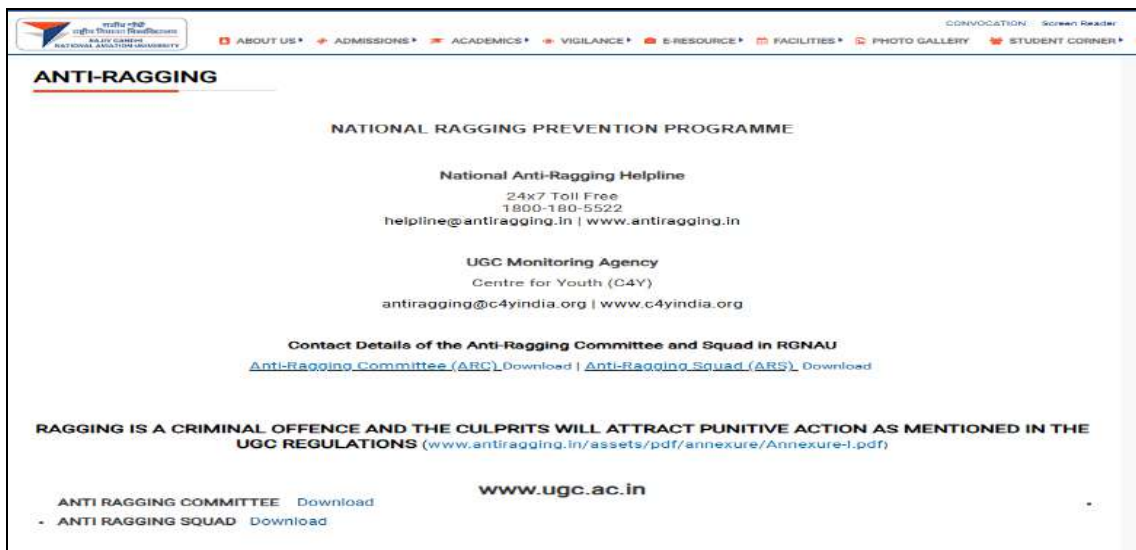 CONVOCATION Screen Reader
राजीव गाँधी
राष्ट्रीय विमानन विश्वविद्यालय
RAJIV GANDHI
NATIONAL AVIATION UNIVERSITY
ABOUT US ADMISSIONS ACADEMICS VIGILANCE E-RESOURCE FACILITIES PHOTO GALLERY STUDENT CORNER
ANTI-RAGGING
NATIONAL RAGGING PREVENTION PROGRAMME
National Anti-Ragging Helpline
24x7 Toll Free
1800-180-5522
helpline@antiragging.in | www.antiragging.in
UGC Monitoring Agency
Centre for Youth (C4Y)
antiragging@c4yindia.org | www.c4yindia.org
Contact Details of the Anti-Ragging Committee and Squad in RGNAU
Anti-Ragging Committee (ARC) Download | Anti-Ragging Squad (ARS) Download
RAGGING IS A CRIMINAL OFFENCE AND THE CULPRITS WILL ATTRACT PUNITIVE ACTION AS MENTIONED IN THE
UGC REGULATIONS (www.antiragging.in/assets/pdf/annexure/Annexure-I.pdf)
www.ugc.ac.in
ANTI RAGGING COMMITTEE Download
• ANTI RAGGING SQUAD Download